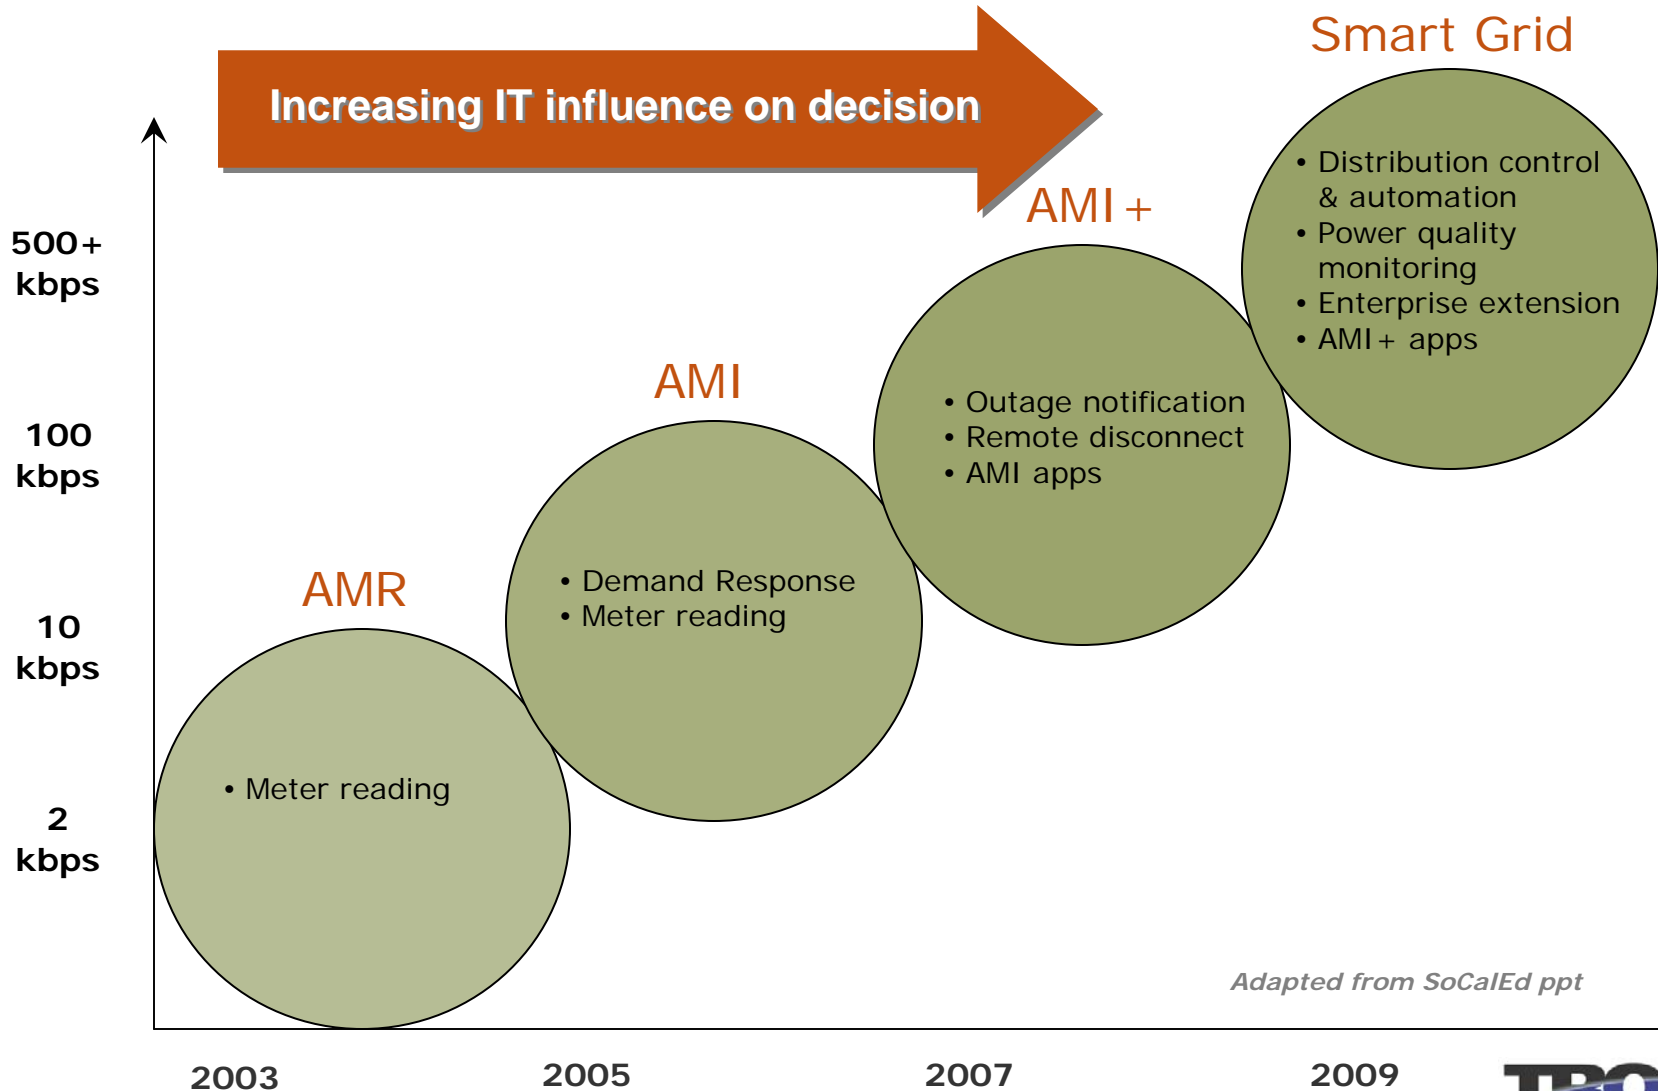 Smart Grid
Increasing IT influence on decision
• Distribution control
& automation
• Power quality
monitoring
• Enterprise extension
• AMI+ apps
AMI+
500+
kbps
AMI
• Outage notification
• Remote disconnect
• AMI apps
100
kbps
AMR
• Demand Response
• Meter reading
10
kbps
• Meter reading
2
kbps
Adapted from SoCalEd ppt
2003
2005
2007
2009